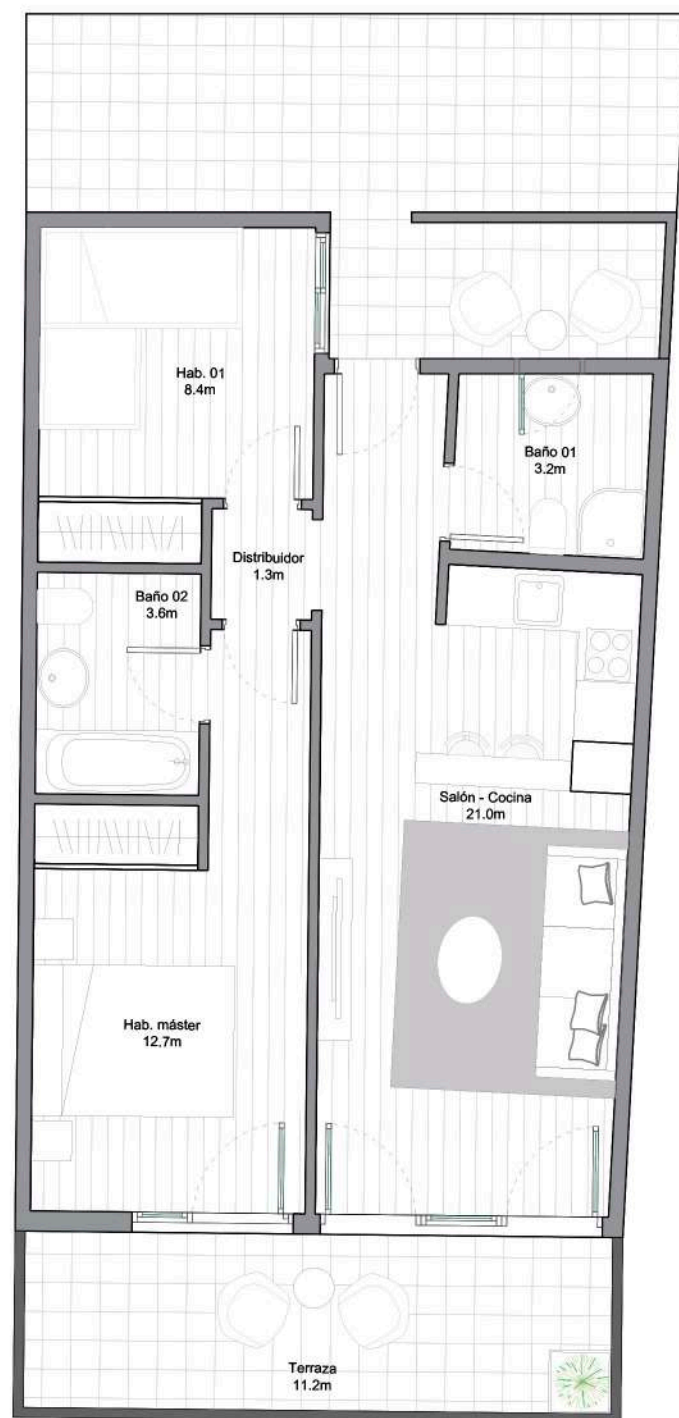 Hab. 01
8.4m
Baño 01
3.2m
Distribuidor
1.3m
Baño 02
3.6m
Salón - Cocina
21.0m
Hab. máster
12.7m
Terraza
11.2m